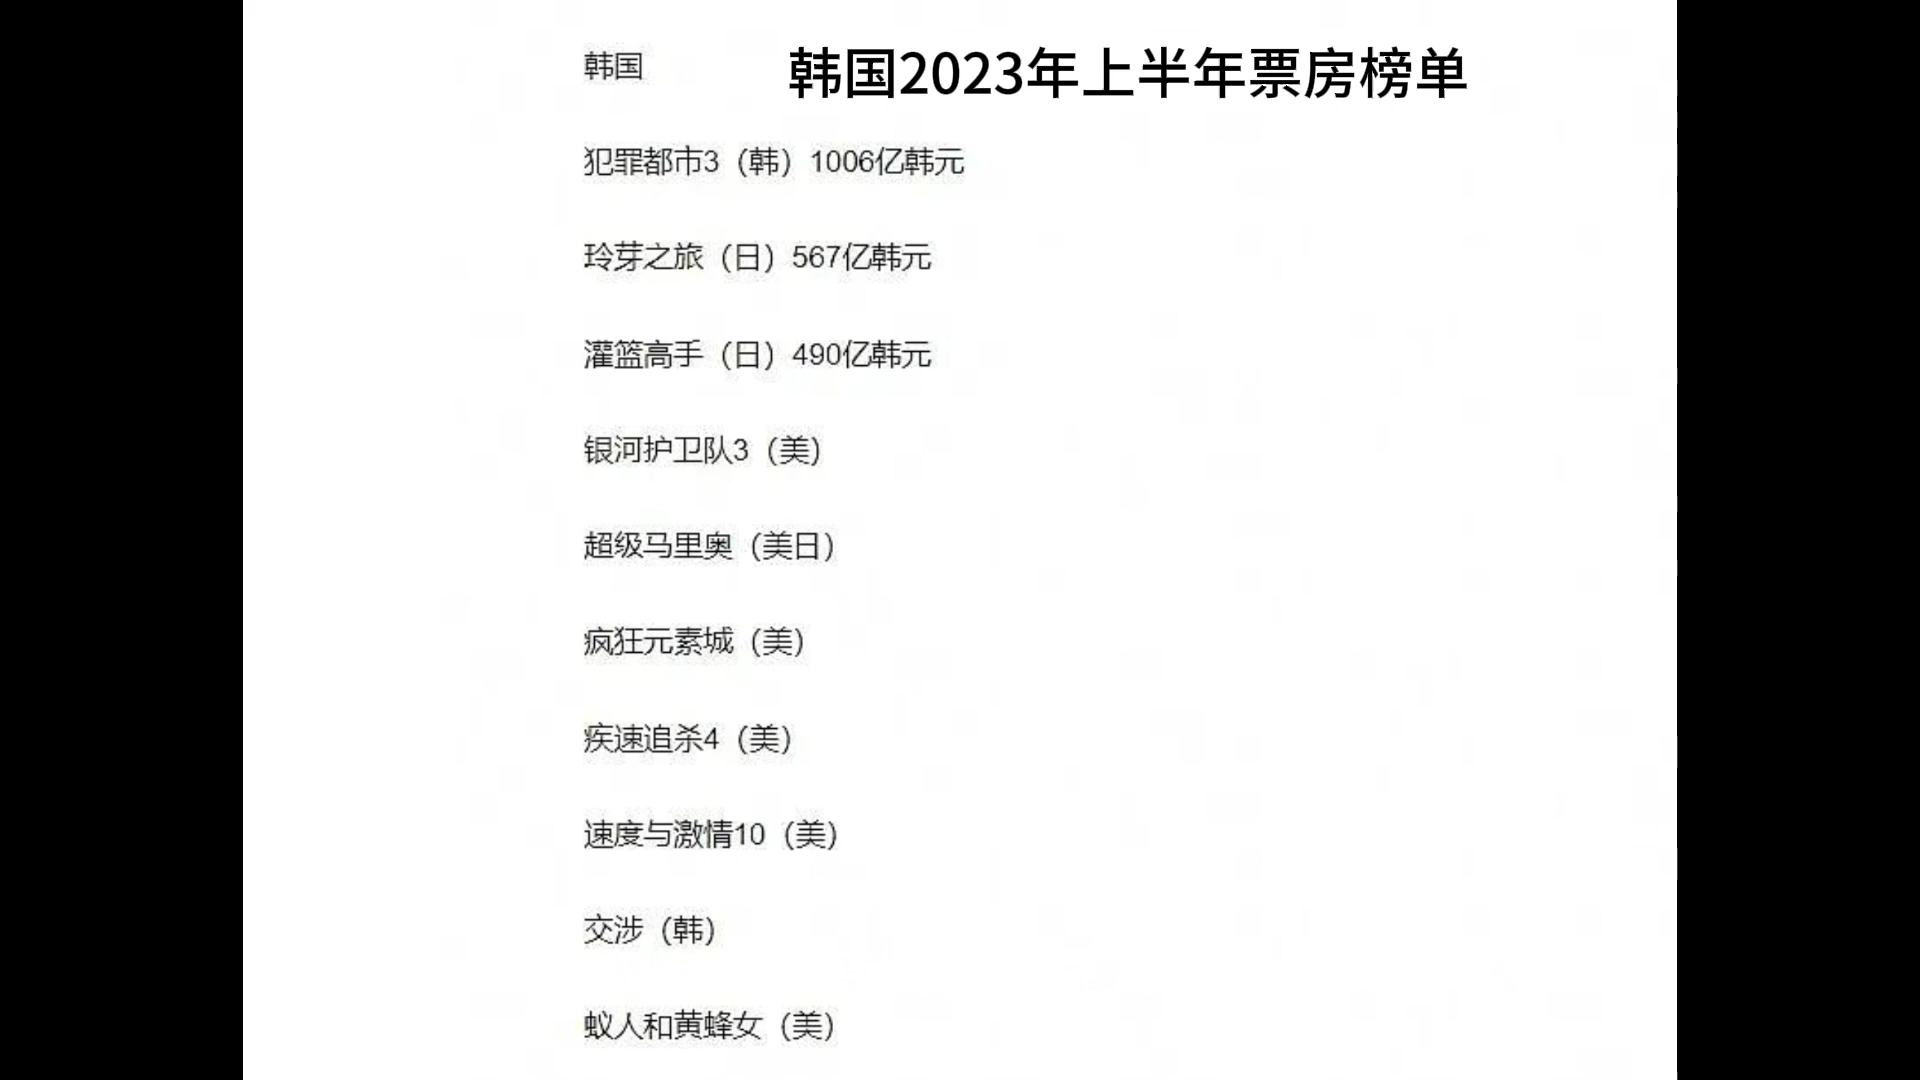 韩国
韩国2023年上半年票房榜单
犯罪都市3（韩）1006亿韩元
玲芽之旅（日）567亿韩元
灌篮高手（日）490亿韩元
银河护卫队3（美）
超级马里奥（美日）
疯狂元素城（美）
疾速追杀4（美）
速度与激情10（美）
交涉（韩）
蚁人和黄蜂女（美）